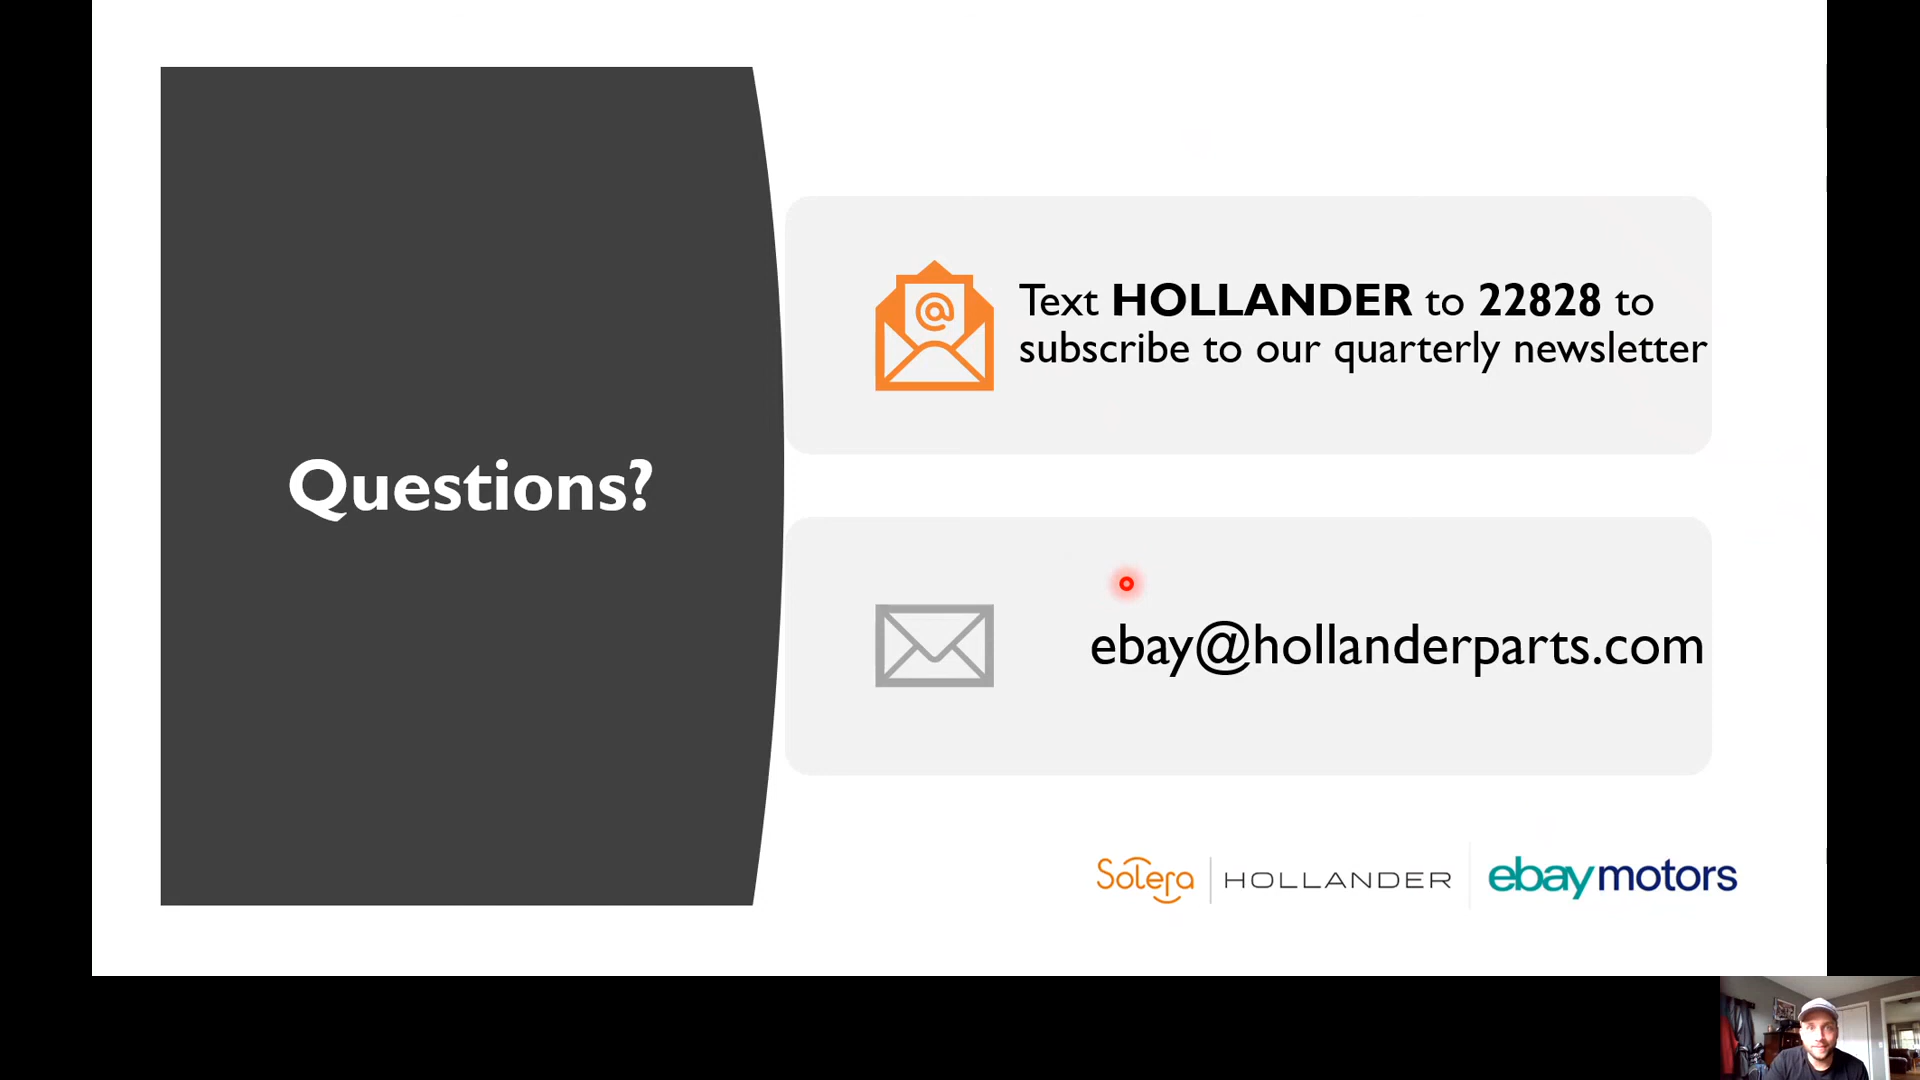 Questions?
Text HOLLANDER to 22828 to
subscribe to our quarterly newsletter
ebay@hollanderparts.com
Solera | HOLLANDER
ebaymotors